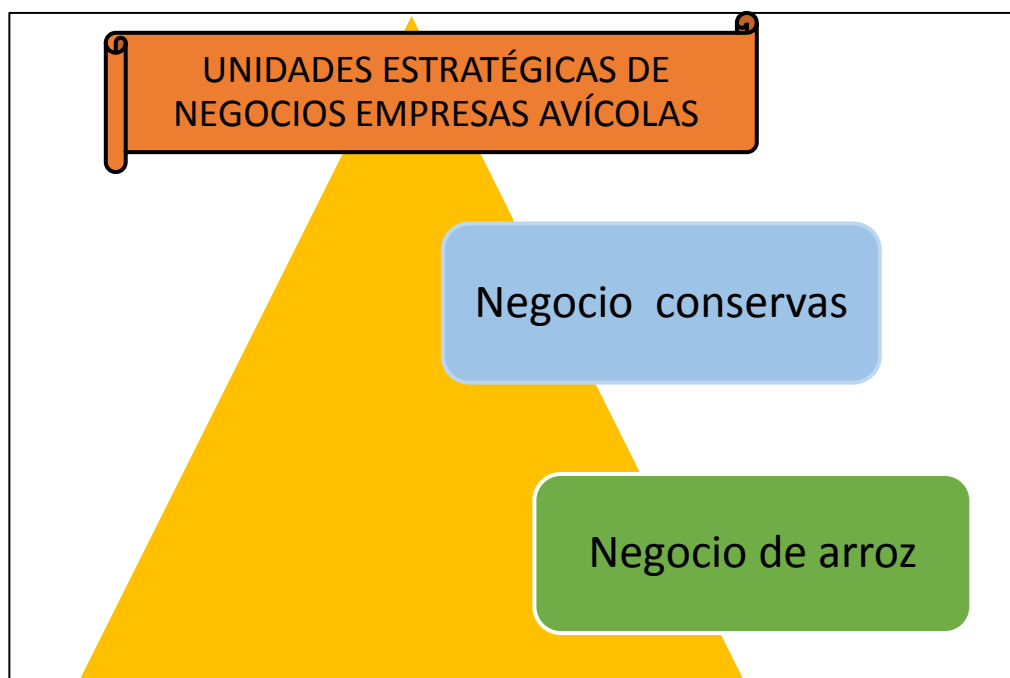 UNIDADES ESTRATÉGICAS DE
NEGOCIOS EMPRESAS AVÍCOLAS
Negocio conservas
Negocio de arroz